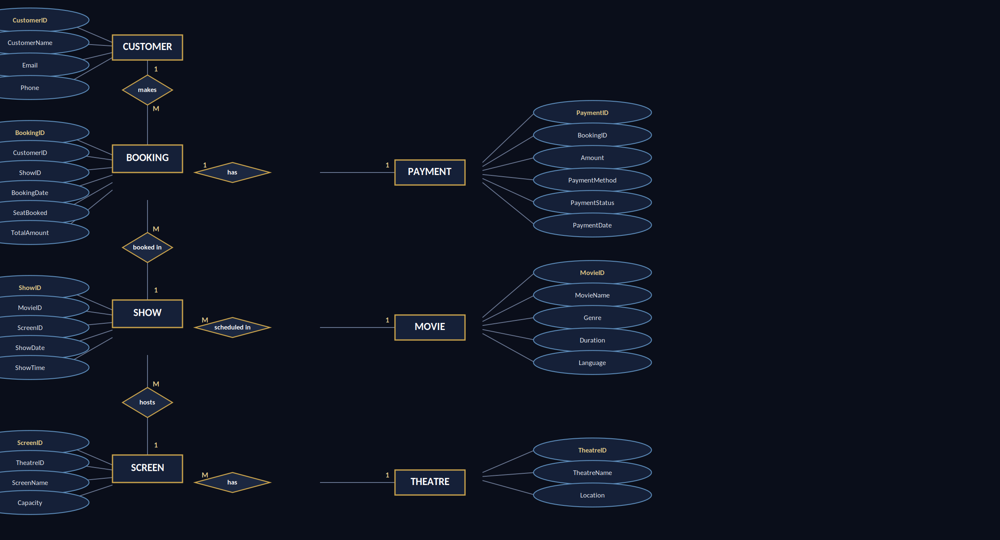 CustomerID
CustomerName
Email
Phone
CUSTOMER
1
makes
M
BookingID
CustomerID
ShowID
BookingDate
SeatBooked
TotalAmount
BOOKING
1
has
1
PAYMENT
PaymentID
BookingID
Amount
PaymentMethod
PaymentStatus
PaymentDate
M
booked in
1
ShowID
MovieID
ScreenID
ShowDate
ShowTime
SHOW
M
scheduled in
1
MOVIE
MovieID
MovieName
Genre
Duration
Language
M
hosts
1
ScreenID
TheatreID
ScreenName
Capacity
SCREEN
M
has
1
THEATRE
TheatreID
TheatreName
Location